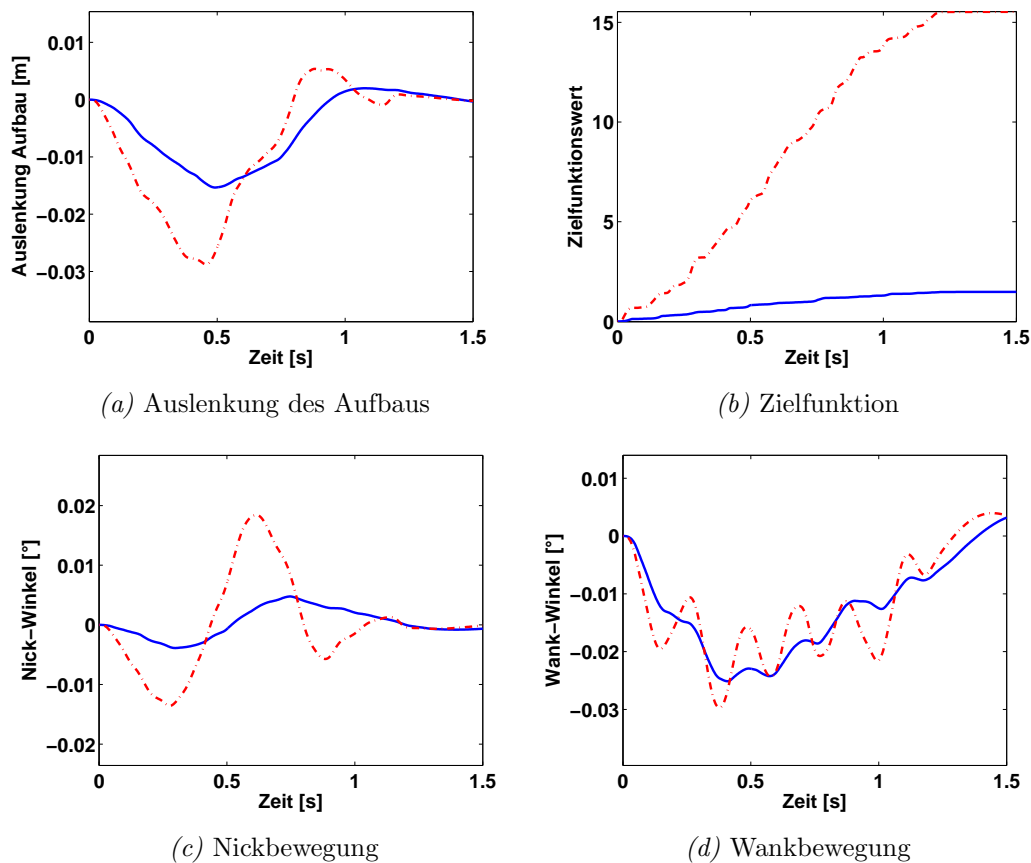 0.01
0
−0.01
−0.02
−0.03
Auslenkung Aufbau [m]
0 0.5 1 1.5
Zeit [s]
(a) Auslenkung des Aufbaus
15
10
5
0
Zielfunktionswert
0 0.5 1 1.5
Zeit [s]
(b) Zielfunktion
0.02
0.01
0
−0.01
−0.02
Nick−Winkel [°]
0 0.5 1 1.5
Zeit [s]
(c) Nickbewegung
0.01
0
−0.01
−0.02
−0.03
Wank−Winkel [°]
0 0.5 1 1.5
Zeit [s]
(d) Wankbewegung